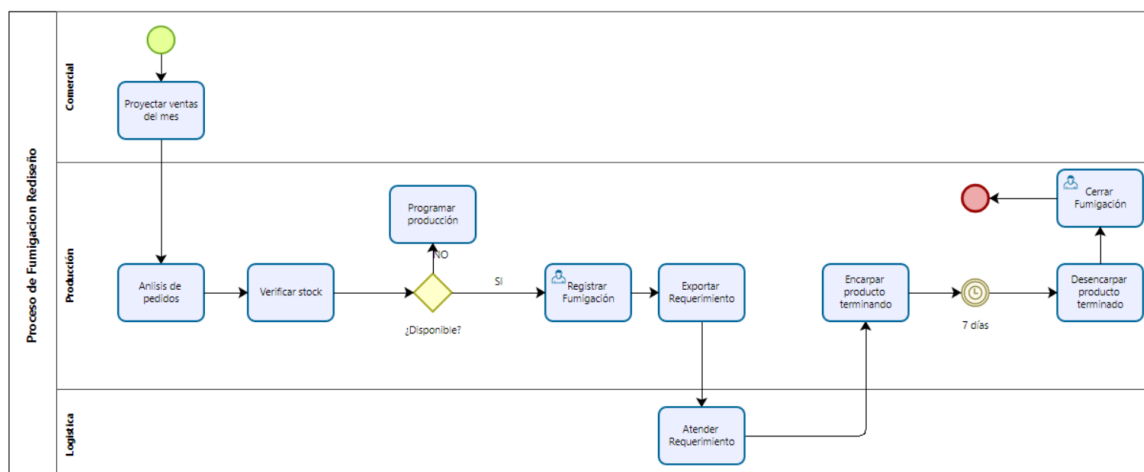 Proceso de Fumigacion Rediseño
Comercial
Proyectar ventas
del mes
Producción
Programar
producción
NO
Anlisis de
pedidos
Verificar stock
¿Disponible?
SI
Registrar
Fumigación
Exportar
Requerimiento
Encarpar
producto
terminando
7 días
Desencarpar
producto
terminado
Cerrar
Fumigación
Logistica
Atender
Requerimiento